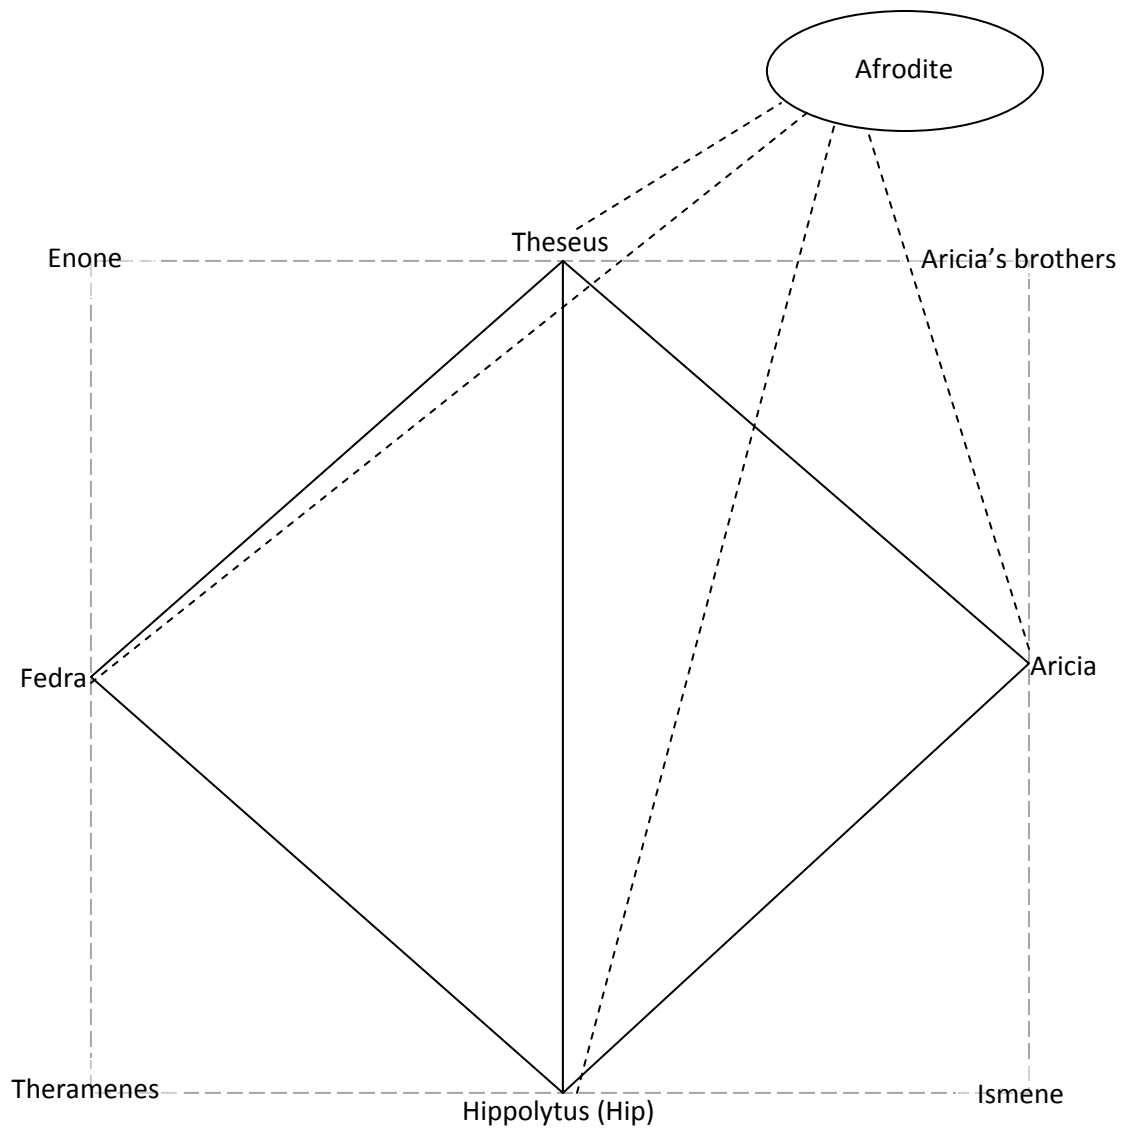 Afrodite
Theseus
Enone
Aricia’s brothers
Fedra
Aricia
Theramenes
Ismene
Hippolytus (Hip)